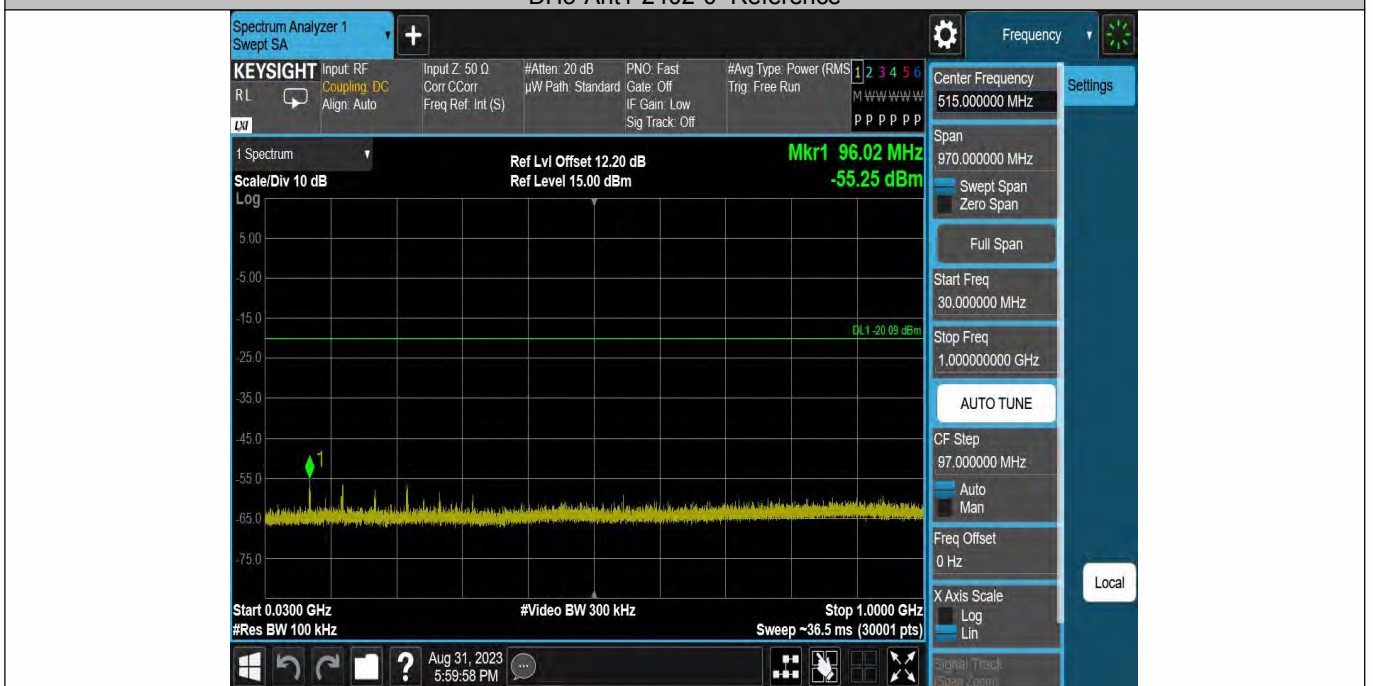 Spectrum Analyzer 1
Swept SA
+
Frequency
KEYSIGHT
RL
LXI
Input: RF
Coupling: DC
Align: Auto
Input Z: 50 Ω
Corr CCorr
Freq Ref: Int (S)
#Atten: 20 dB
µW Path: Standard
PNO: Fast
Gate: Off
IF Gain: Low
Sig Track: Off
#Avg Type: Power (RMS
Trig: Free Run
1 2 3 4 5 6
M W W W W W
P P P P P P
1 Spectrum
Scale/Div 10 dB
Log
Ref Lvl Offset 12.20 dB
Ref Level 15.00 dBm
Mkr1 96.02 MHz
-55.25 dBm
5.00
-5.00
-15.0
DL1 -20.09 dBm
-25.0
-35.0
-45.0
1
-55.0
-65.0
-75.0
Start 0.0300 GHz
#Res BW 100 kHz
#Video BW 300 kHz
Stop 1.0000 GHz
Sweep ~36.5 ms (30001 pts)
?
Aug 31, 2023
5:59:58 PM
Center Frequency
515.000000 MHz
Settings
Span
970.000000 MHz
Swept Span
Zero Span
Full Span
Start Freq
30.000000 MHz
Stop Freq
1.000000000 GHz
AUTO TUNE
CF Step
97.000000 MHz
Auto
Man
Freq Offset
0 Hz
Local
X Axis Scale
Log
Lin
Signal Track
(Span Zoom)